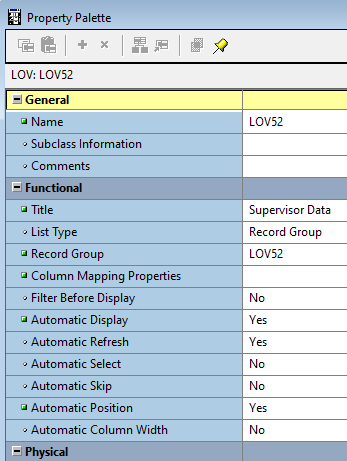 Property Palette
LOV: LOV52
General
Name LOV52
Subclass Information
Comments
Functional
Title Supervisor Data
List Type Record Group
Record Group LOV52
Column Mapping Properties
Filter Before Display No
Automatic Display Yes
Automatic Refresh Yes
Automatic Select No
Automatic Skip No
Automatic Position Yes
Automatic Column Width No
Physical